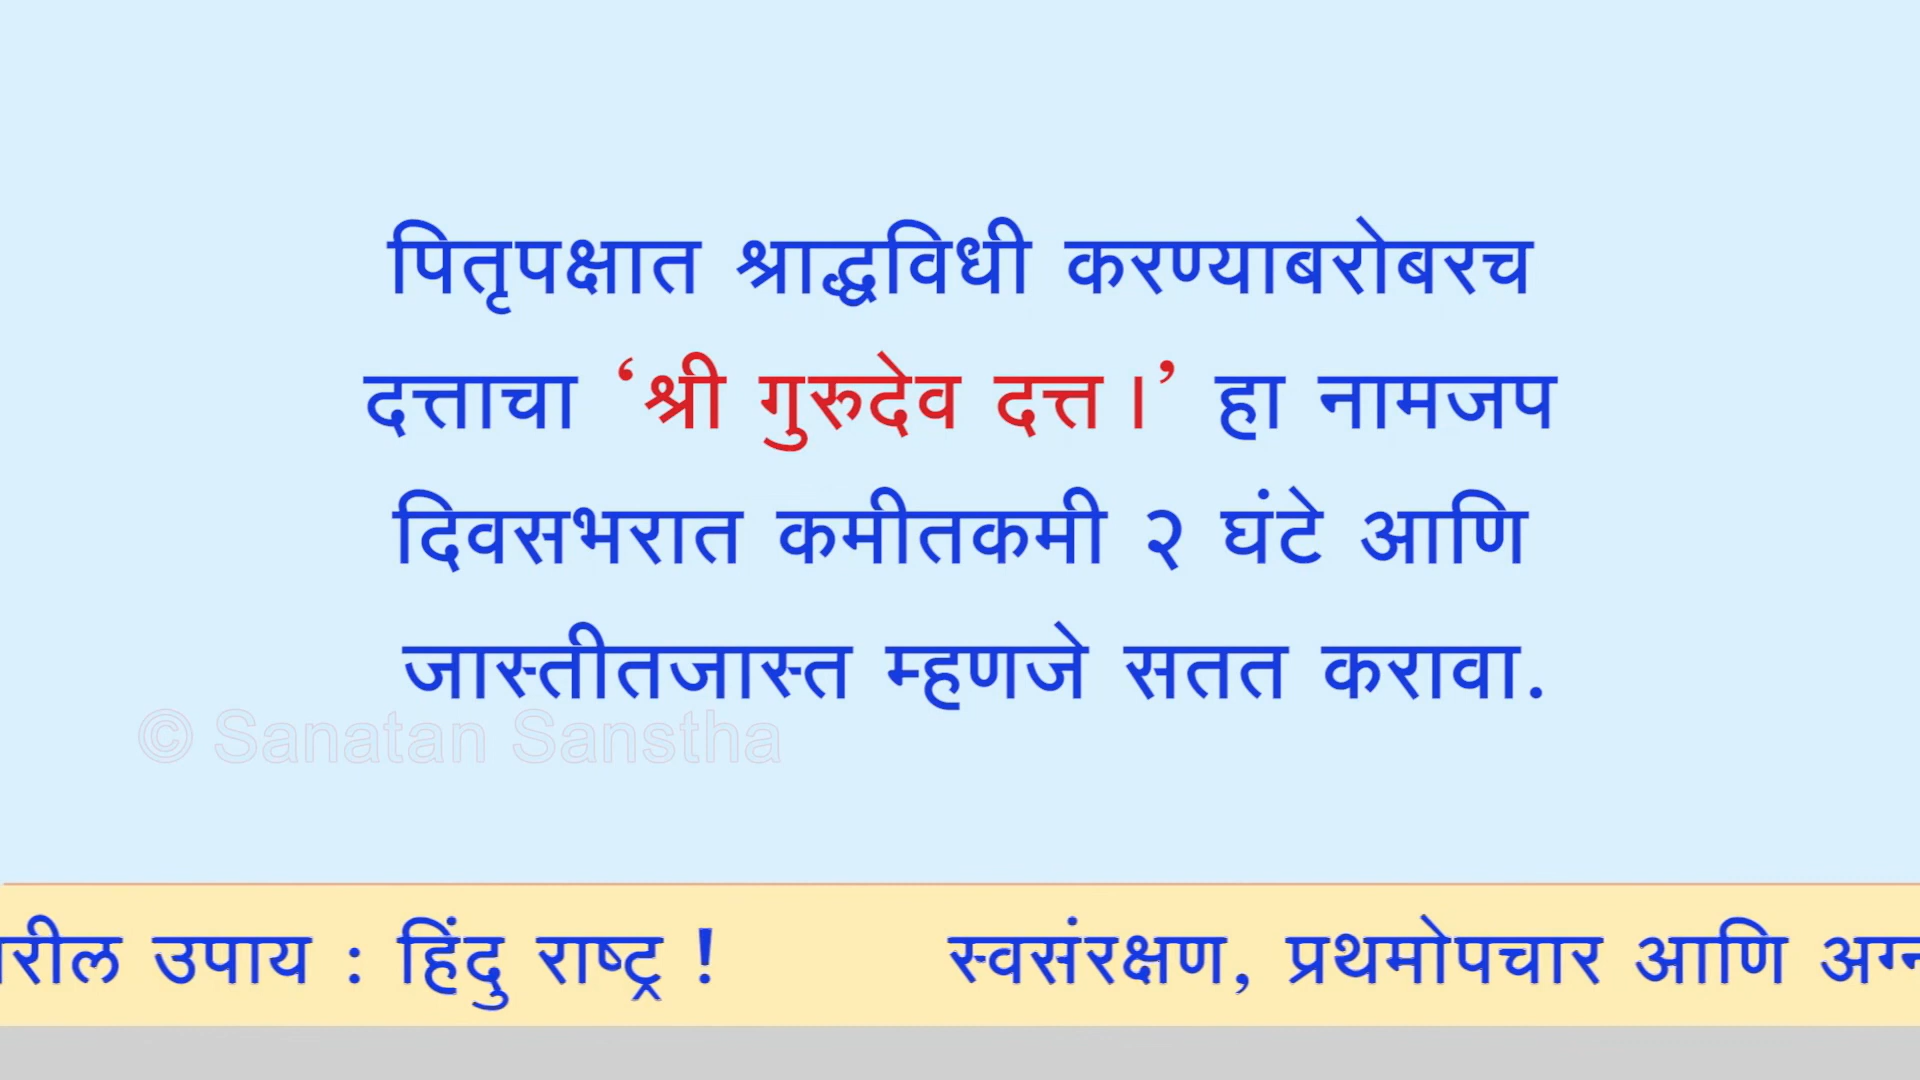 पितृपक्षात श्राद्धविधी करण्याबरोबरच
दत्ताचा ‘श्री गुरुदेव दत्त ।’ हा नामजप
दिवसभरात कमीतकमी २ घंटे आणि
जास्तीतजास्त म्हणजे सतत करावा.
© Sanatan Sanstha
उपाय : हिंदु राष्ट्र ! स्वसंरक्षण, प्रथमोपचार आणि